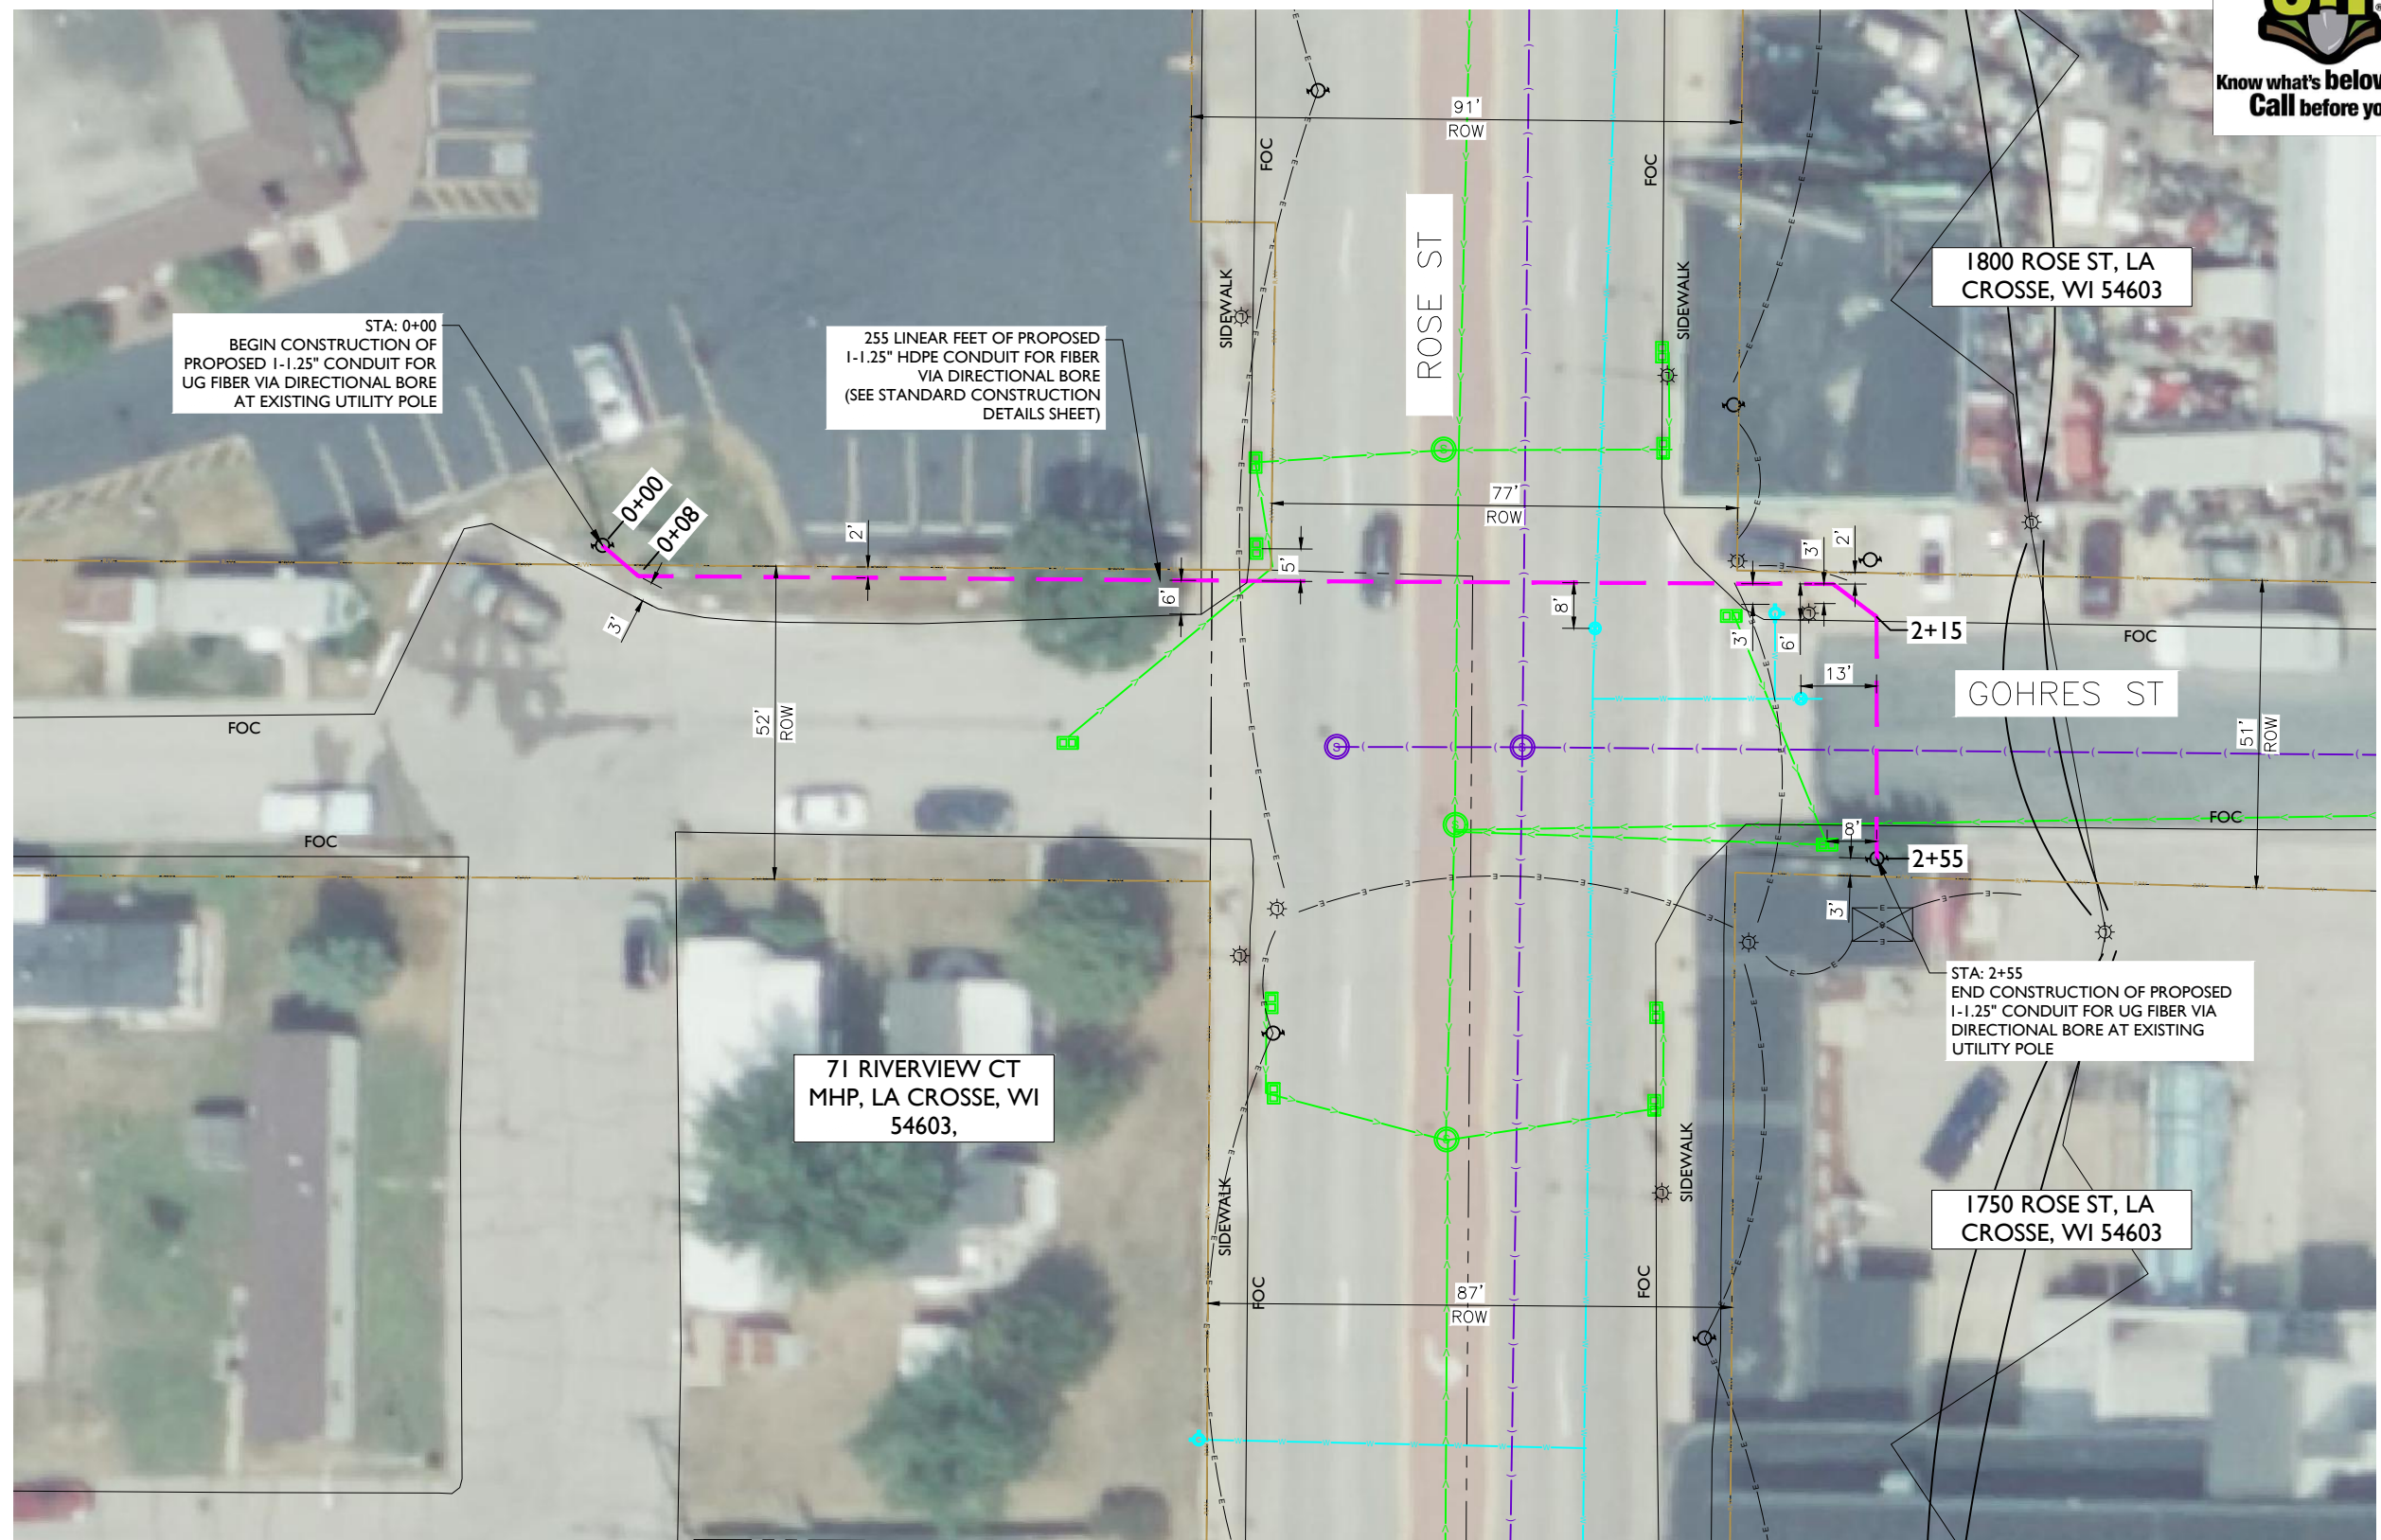 Know what's below
Call before yo
91'
ROW
FOC
FOC
ROSE ST
SIDEWALK
SIDEWALK
1800 ROSE ST, LA
CROSSE, WI 54603
STA: 0+00
BEGIN CONSTRUCTION OF
PROPOSED 1-1.25" CONDUIT FOR
UG FIBER VIA DIRECTIONAL BORE
AT EXISTING UTILITY POLE
255 LINEAR FEET OF PROPOSED
1-1.25" HDPE CONDUIT FOR FIBER
VIA DIRECTIONAL BORE
(SEE STANDARD CONSTRUCTION
DETAILS SHEET)
0+00
0+08
77'
ROW
2'
5'
6'
3'
8'
3'
2'
3'
6'
13'
2+15
FOC
GOHRES ST
52'
ROW
51'
ROW
FOC
FOC
FOC
8'
2+55
3'
STA: 2+55
END CONSTRUCTION OF PROPOSED
1-1.25" CONDUIT FOR UG FIBER VIA
DIRECTIONAL BORE AT EXISTING
UTILITY POLE
71 RIVERVIEW CT
MHP, LA CROSSE, WI
54603,
SIDEWALK
SIDEWALK
1750 ROSE ST, LA
CROSSE, WI 54603
FOC
FOC
87'
ROW